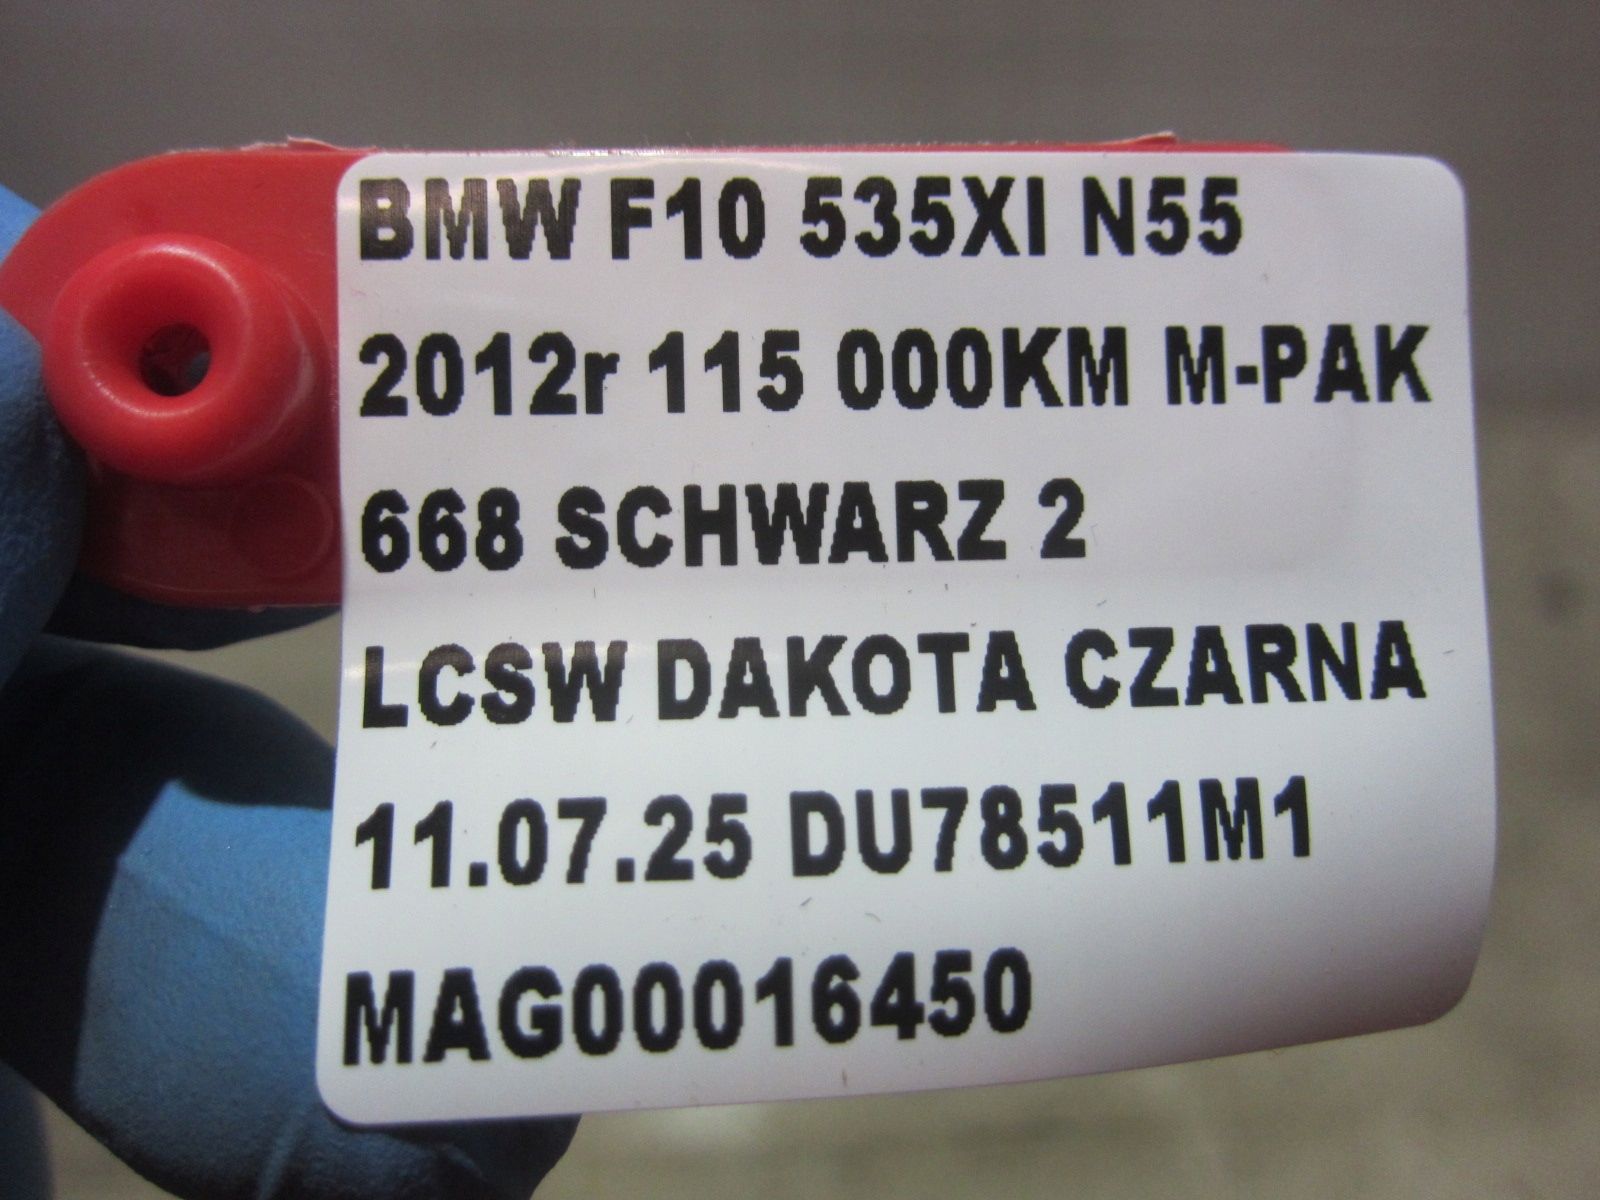 BMW F10 535XI N55
2012r 115 000KM M-PAK
668 SCHWARZ 2
LCSW DAKOTA CZARNA
11.07.25 DU78511M1
MAG00016450